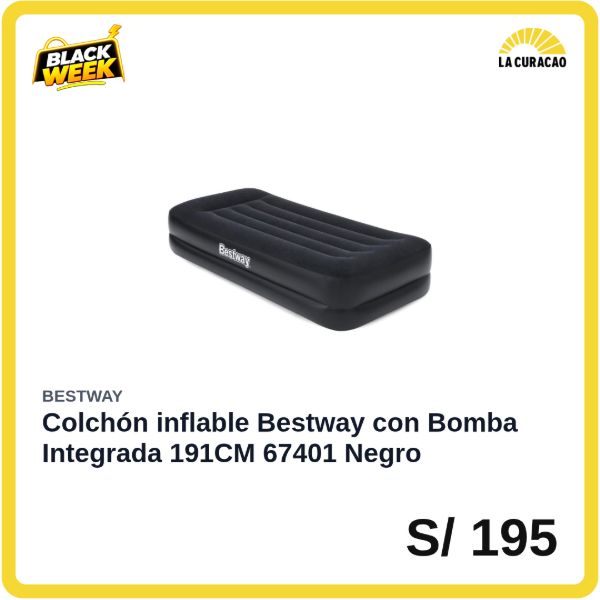 BLACK
WEEK
LA CURACAO
Bestway
BESTWAY
Colchón inflable Bestway con Bomba
Integrada 191CM 67401 Negro
S/ 195